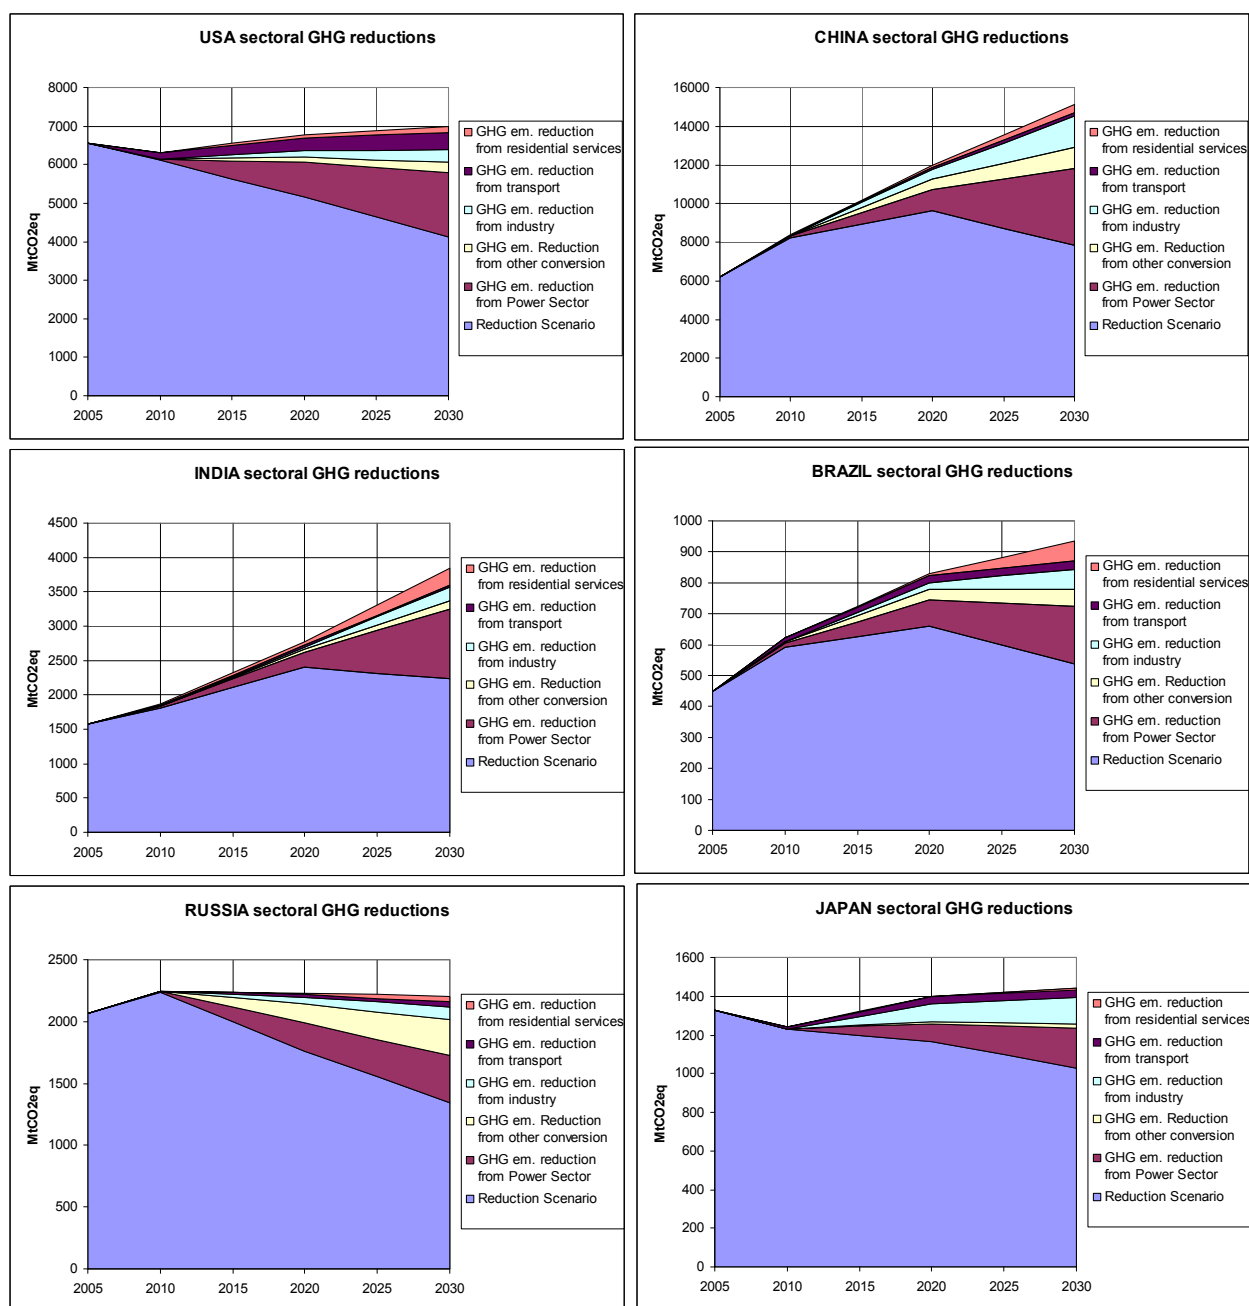 USA sectoral GHG reductions
8000
7000
6000
5000
4000
3000
2000
1000
0
MtCO2eq
2005 2010 2015 2020 2025 2030
GHG em. reduction
from residential services
GHG em. reduction
from transport
GHG em. reduction
from industry
GHG em. Reduction
from other conversion
GHG em. reduction
from Power Sector
Reduction Scenario
CHINA sectoral GHG reductions
16000
14000
12000
10000
8000
6000
4000
2000
0
MtCO2eq
2005 2010 2015 2020 2025 2030
GHG em. reduction
from residential services
GHG em. reduction
from transport
GHG em. reduction
from industry
GHG em. Reduction
from other conversion
GHG em. reduction
from Power Sector
Reduction Scenario
INDIA sectoral GHG reductions
4500
4000
3500
3000
2500
2000
1500
1000
500
0
MtCO2eq
2005 2010 2015 2020 2025 2030
GHG em. reduction
from residential services
GHG em. reduction
from transport
GHG em. reduction
from industry
GHG em. Reduction
from other conversion
GHG em. reduction
from Power Sector
Reduction Scenario
BRAZIL sectoral GHG reductions
1000
900
800
700
600
500
400
300
200
100
0
MtCO2eq
2005 2010 2015 2020 2025 2030
GHG em. reduction
from residential services
GHG em. reduction
from transport
GHG em. reduction
from industry
GHG em. Reduction
from other conversion
GHG em. reduction
from Power Sector
Reduction Scenario
RUSSIA sectoral GHG reductions
2500
2000
1500
1000
500
0
MtCO2eq
2005 2010 2015 2020 2025 2030
GHG em. reduction
from residential services
GHG em. reduction
from transport
GHG em. reduction
from industry
GHG em. Reduction
from other conversion
GHG em. reduction
from Power Sector
Reduction Scenario
JAPAN sectoral GHG reductions
1600
1400
1200
1000
800
600
400
200
0
MtCO2eq
2005 2010 2015 2020 2025 2030
GHG em. reduction
from residential services
GHG em. reduction
from transport
GHG em. reduction
from industry
GHG em. Reduction
from other conversion
GHG em. reduction
from Power Sector
Reduction Scenario